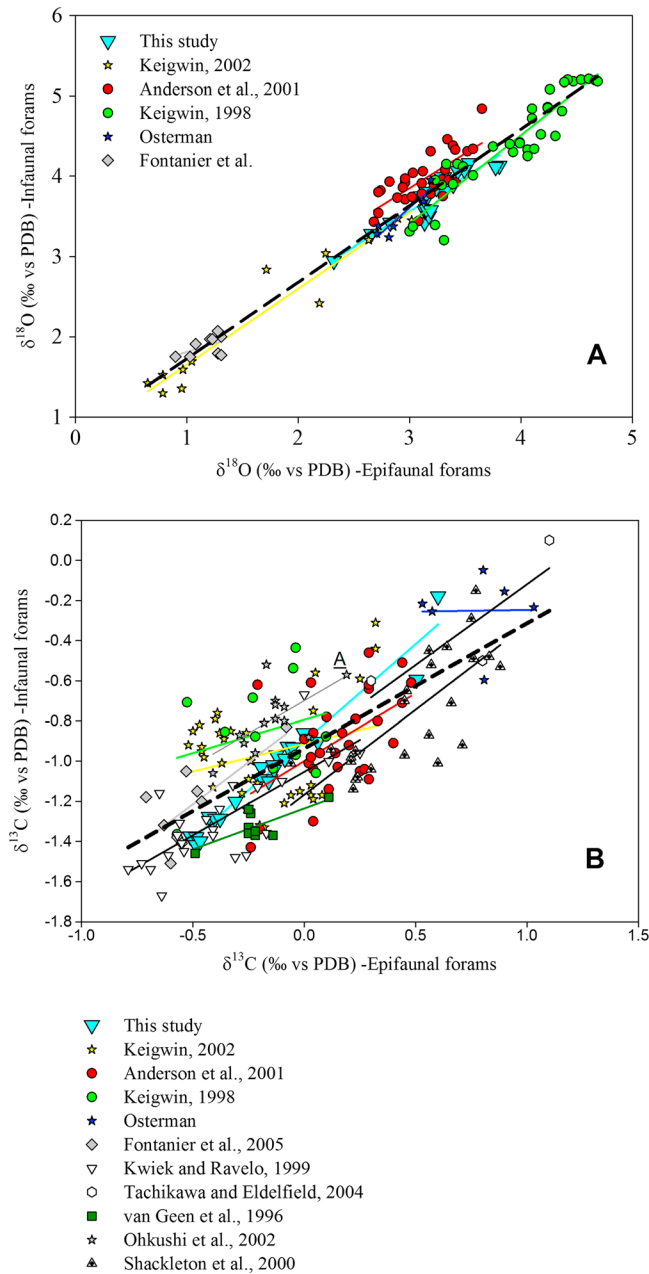 6
5
4
3
2
1
δ18O (‰ vs PDB) -Infaunal forams
This study
Keigwin, 2002
Anderson et al., 2001
Keigwin, 1998
Osterman
Fontanier et al.
A
0 1 2 3 4 5
δ18O (‰ vs PDB) -Epifaunal forams
0.2
0.0
-0.2
-0.4
-0.6
-0.8
-1.0
-1.2
-1.4
-1.6
-1.8
δ13C (‰ vs PDB) -Infaunal forams
A
B
-1.0 -0.5 0.0 0.5 1.0 1.5
δ13C (‰ vs PDB) -Epifaunal forams
This study
Keigwin, 2002
Anderson et al., 2001
Keigwin, 1998
Osterman
Fontanier et al., 2005
Kwiek and Ravelo, 1999
Tachikawa and Eldelfield, 2004
van Geen et al., 1996
Ohkushi et al., 2002
Shackleton et al., 2000